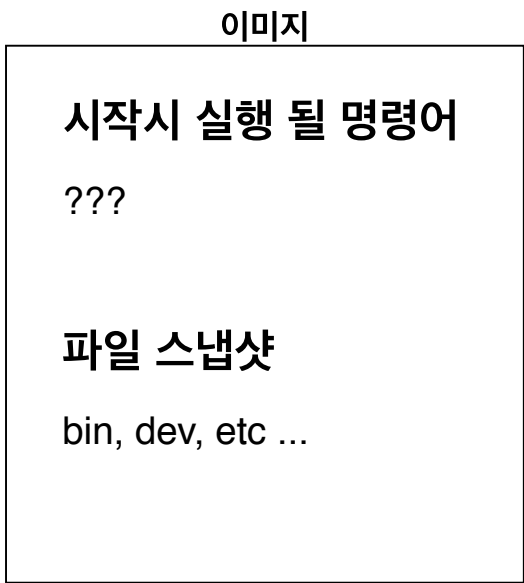 이미지
시작시 실행 될 명령어
???
파일 스냅샷
bin, dev, etc ...